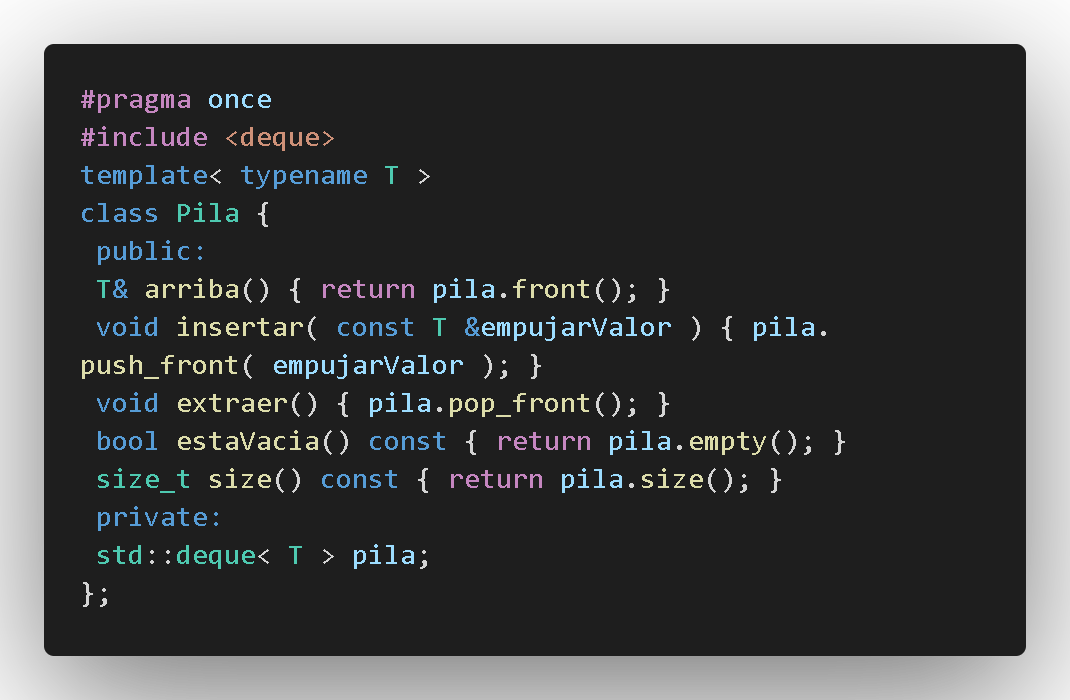 #pragma once
#include <deque>
template< typename T >
class Pila {
 public:
 T& arriba() { return pila.front(); }
 void insertar( const T &empujarValor ) { pila.
push_front( empujarValor ); }
 void extraer() { pila.pop_front(); }
 bool estaVacia() const { return pila.empty(); }
 size_t size() const { return pila.size(); }
 private:
 std::deque< T > pila;
};